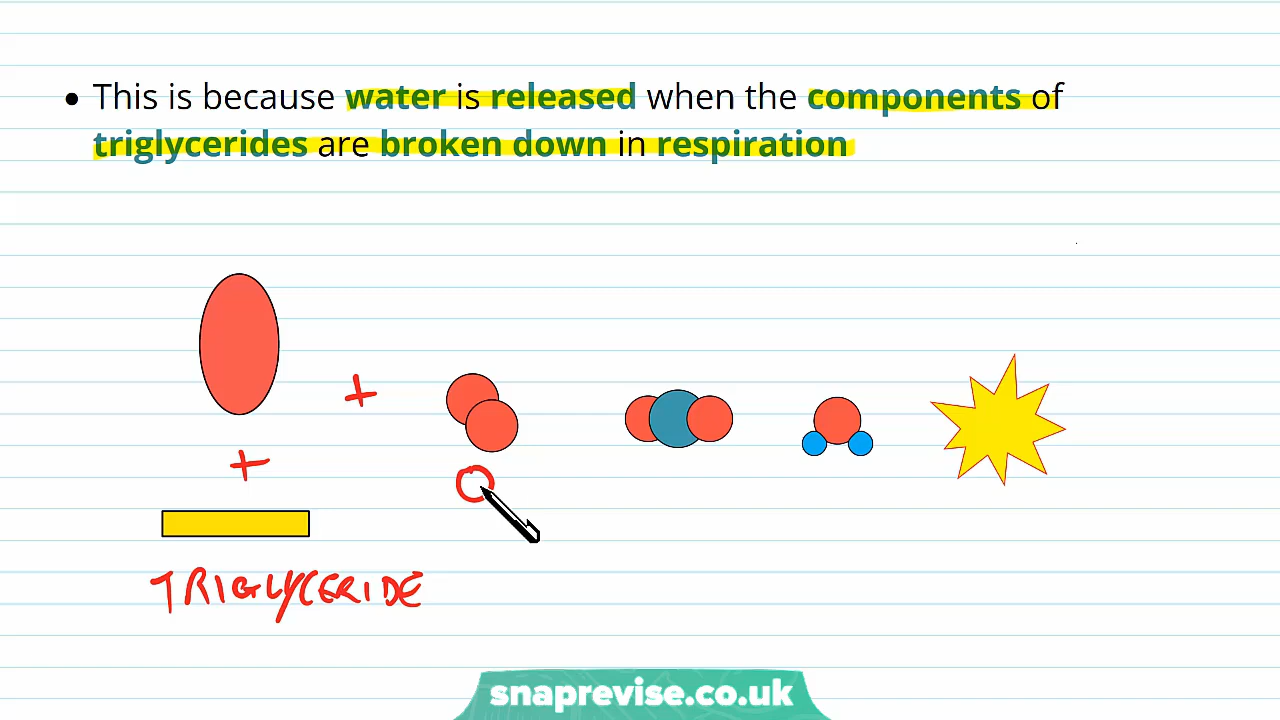 • This is because water is released when the components of
triglycerides are broken down in respiration
+
+
O
TRIGLYCERIDE
snaprevise.co.uk